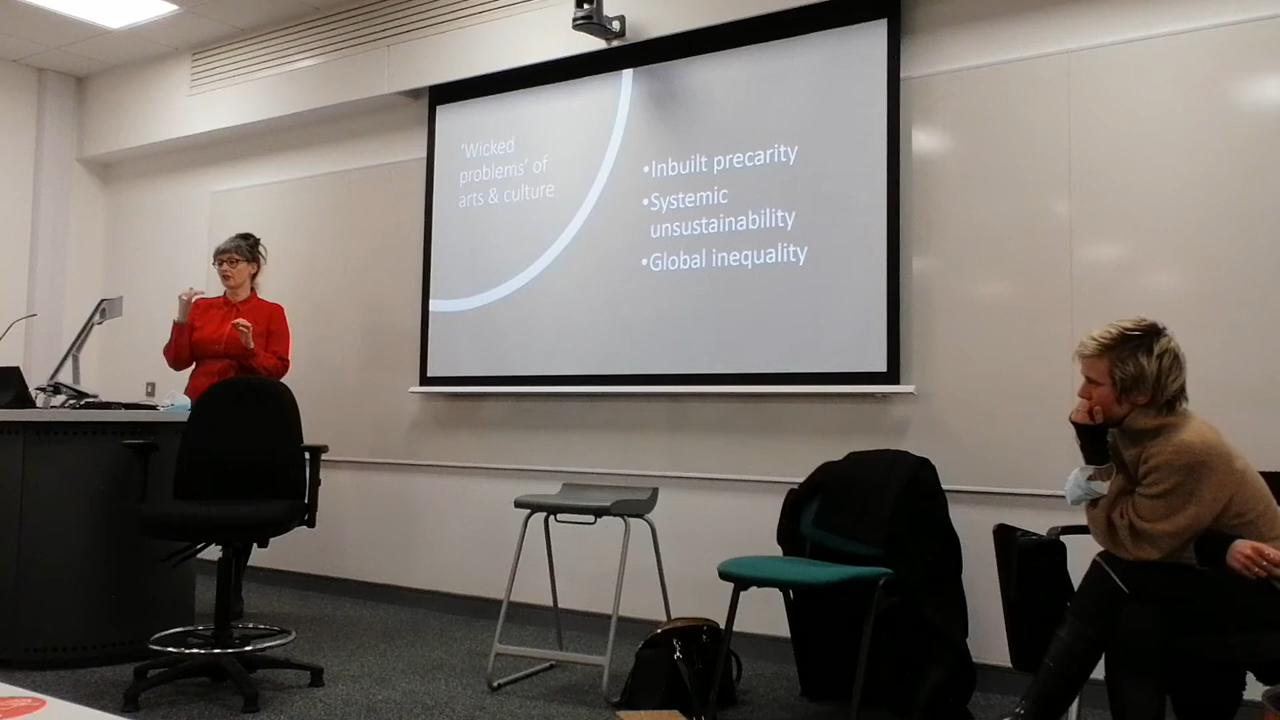 ‘Wicked
problems’ of
arts & culture
•Inbuilt precarity
•Systemic
unsustainability
•Global inequality